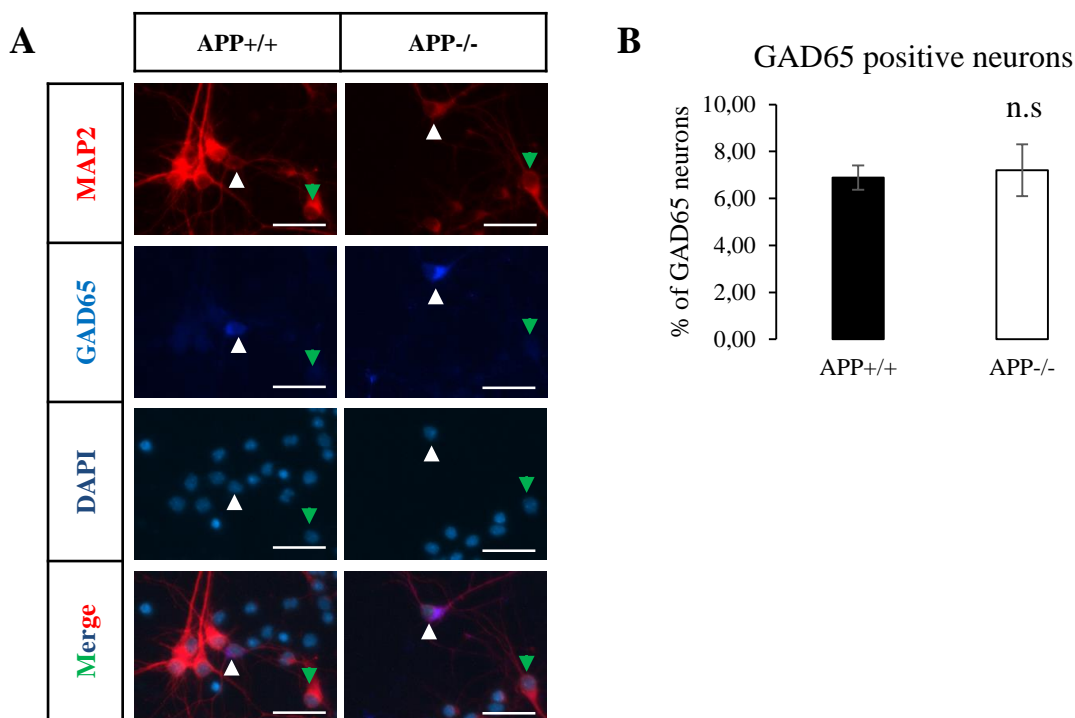 A
APP+/+
APP-/-
MAP2
GAD65
DAPI
Merge
B
GAD65 positive neurons
n.s
% of GAD65 neurons
10,00
8,00
6,00
4,00
2,00
0,00
APP+/+
APP-/-